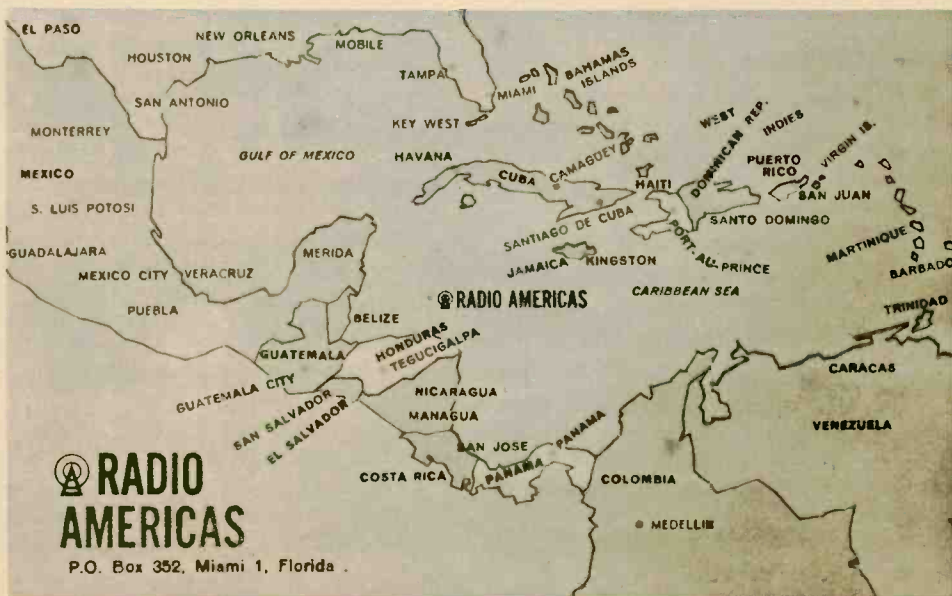 EL PASO
NEW ORLEANS
MOBILE
HOUSTON
TAMPA
MIAMI
BAHAMAS
ISLANDS
SAN ANTONIO
KEY WEST
WEST
INDIES
MONTERREY
GULF OF MEXICO
HAVANA
CAMAGUEY
DOMINICAN REP.
PUERTO
RICO
VIRGIN IS.
MEXICO
CUBA
HAITI
SAN JUAN
S. LUIS POTOSI
SANTIAGO DE CUBA
SANTO DOMINGO
GUADALAJARA
MERIDA
PORT-AU-PRINCE
MARTINIQUE
MEXICO CITY
VERACRUZ
JAMAICA
KINGSTON
BARBADO
CARIBBEAN SEA
RADIO AMERICAS
PUEBLA
BELIZE
TRINIDAD
GUATEMALA
HONDURAS
TEGUCIGALPA
CARACAS
GUATEMALA CITY
NICARAGUA
SAN SALVADOR
EL SALVADOR
MANAGUA
VENEZUELA
SAN JOSE
PANAMA
COSTA RICA
PANAMA
COLOMBIA
MEDELLIN
RADIO
AMERICAS
P.O. Box 352, Miami 1, Florida .